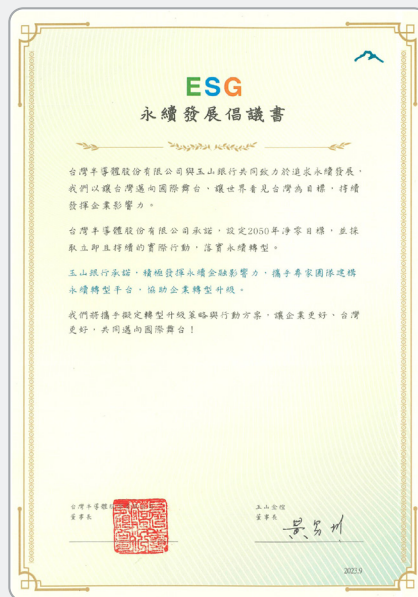 ESG
永續發展倡議書
台灣半導體股份有限公司與玉山銀行共同致力於追求永續發展，
我們以讓台灣邁向國際舞台、讓世界看見台灣為目標，持續
發揮企業影響力。
台灣半導體股份有限公司承諾，設定2050年淨零目標，並採
取立即且持續的實際行動，落實永續轉型。
玉山銀行承諾，積極發揮永續金融影響力，攜手專家團隊建構
永續轉型平台，協助企業轉型升級。
我們將攜手擬定轉型升級策略與行動方案，讓企業更好，台灣
更好，共同邁向國際舞台！
台灣半導體
董事長
玉山金控
董事長
2023.9